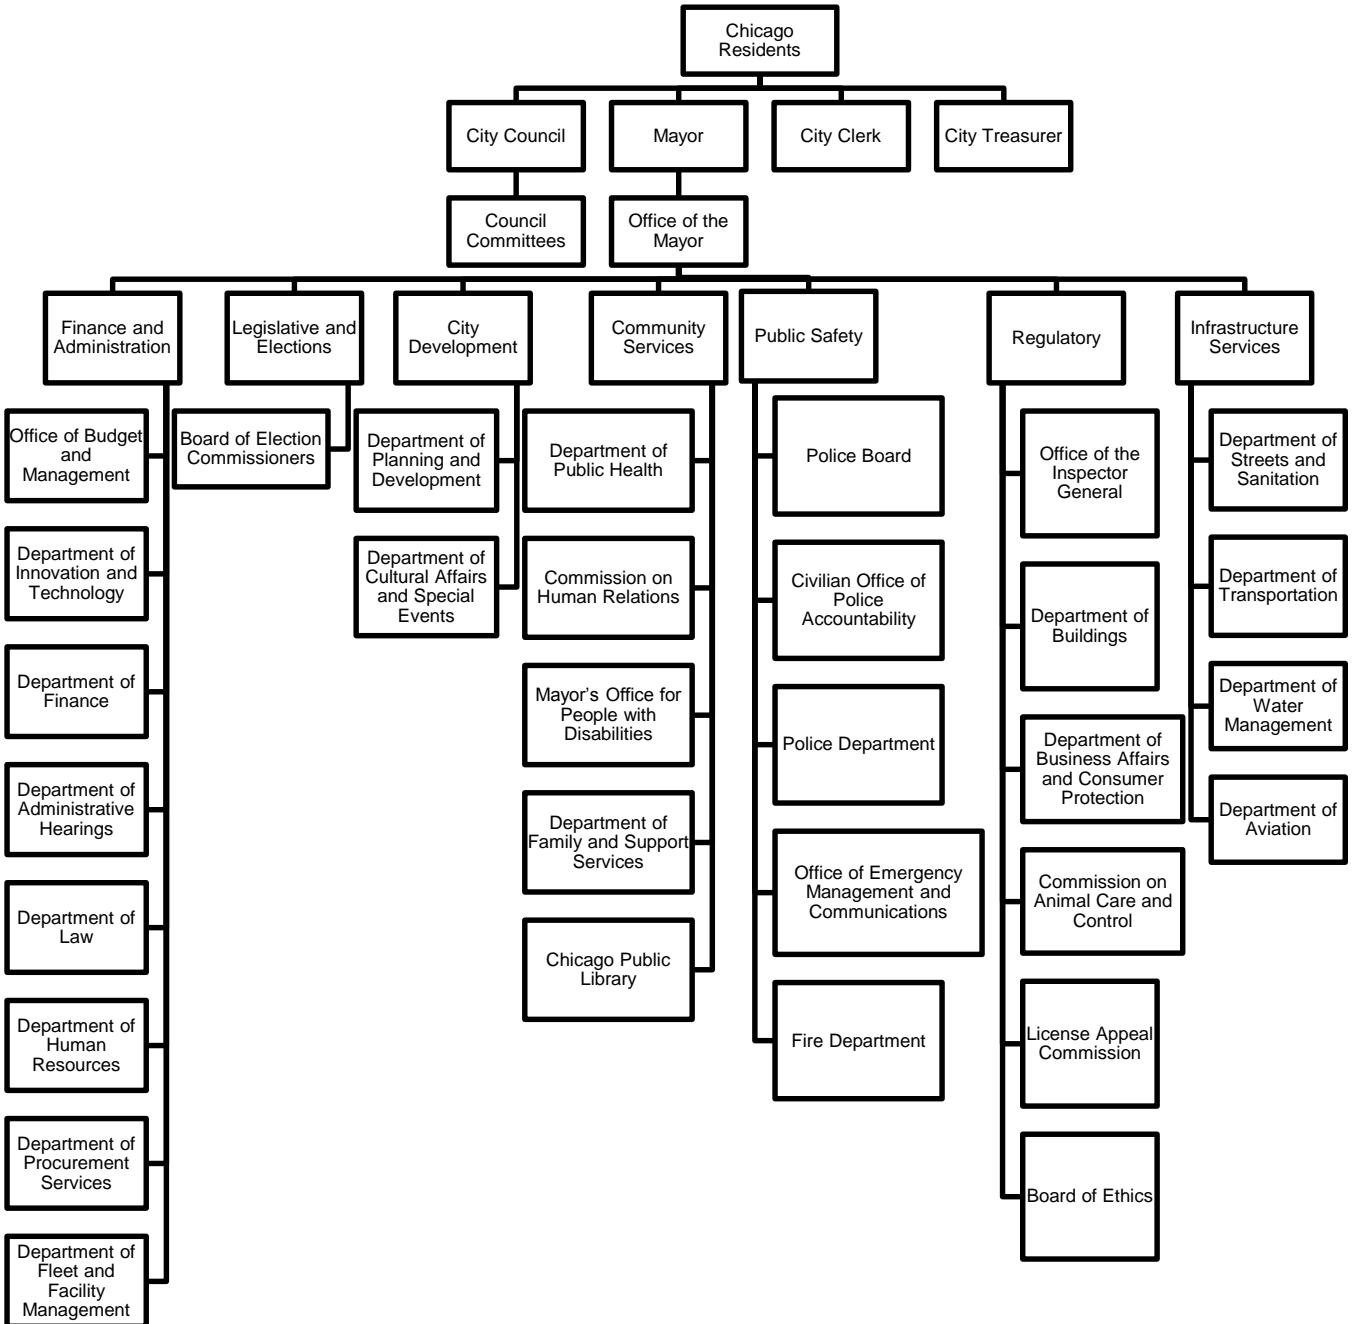 Chicago
Residents
City Council
Mayor
City Clerk
City Treasurer
Council
Committees
Office of the
Mayor
Finance and
Administration
Legislative and
Elections
City
Development
Community
Services
Public Safety
Regulatory
Infrastructure
Services
Office of Budget
and
Management
Department of
Innovation and
Technology
Department of
Finance
Department of
Administrative
Hearings
Department of
Law
Department of
Human
Resources
Department of
Procurement
Services
Department of
Fleet and
Facility
Management
Board of Election
Commissioners
Department of
Planning and
Development
Department of
Cultural Affairs
and Special
Events
Department of
Public Health
Commission on
Human Relations
Mayor’s Office for
People with
Disabilities
Department of
Family and Support
Services
Chicago Public
Library
Police Board
Civilian Office of
Police
Accountability
Police Department
Office of Emergency
Management and
Communications
Fire Department
Office of the
Inspector
General
Department of
Buildings
Department of
Business Affairs
and Consumer
Protection
Commission on
Animal Care and
Control
License Appeal
Commission
Board of Ethics
Department of
Streets and
Sanitation
Department of
Transportation
Department of
Water
Management
Department of
Aviation